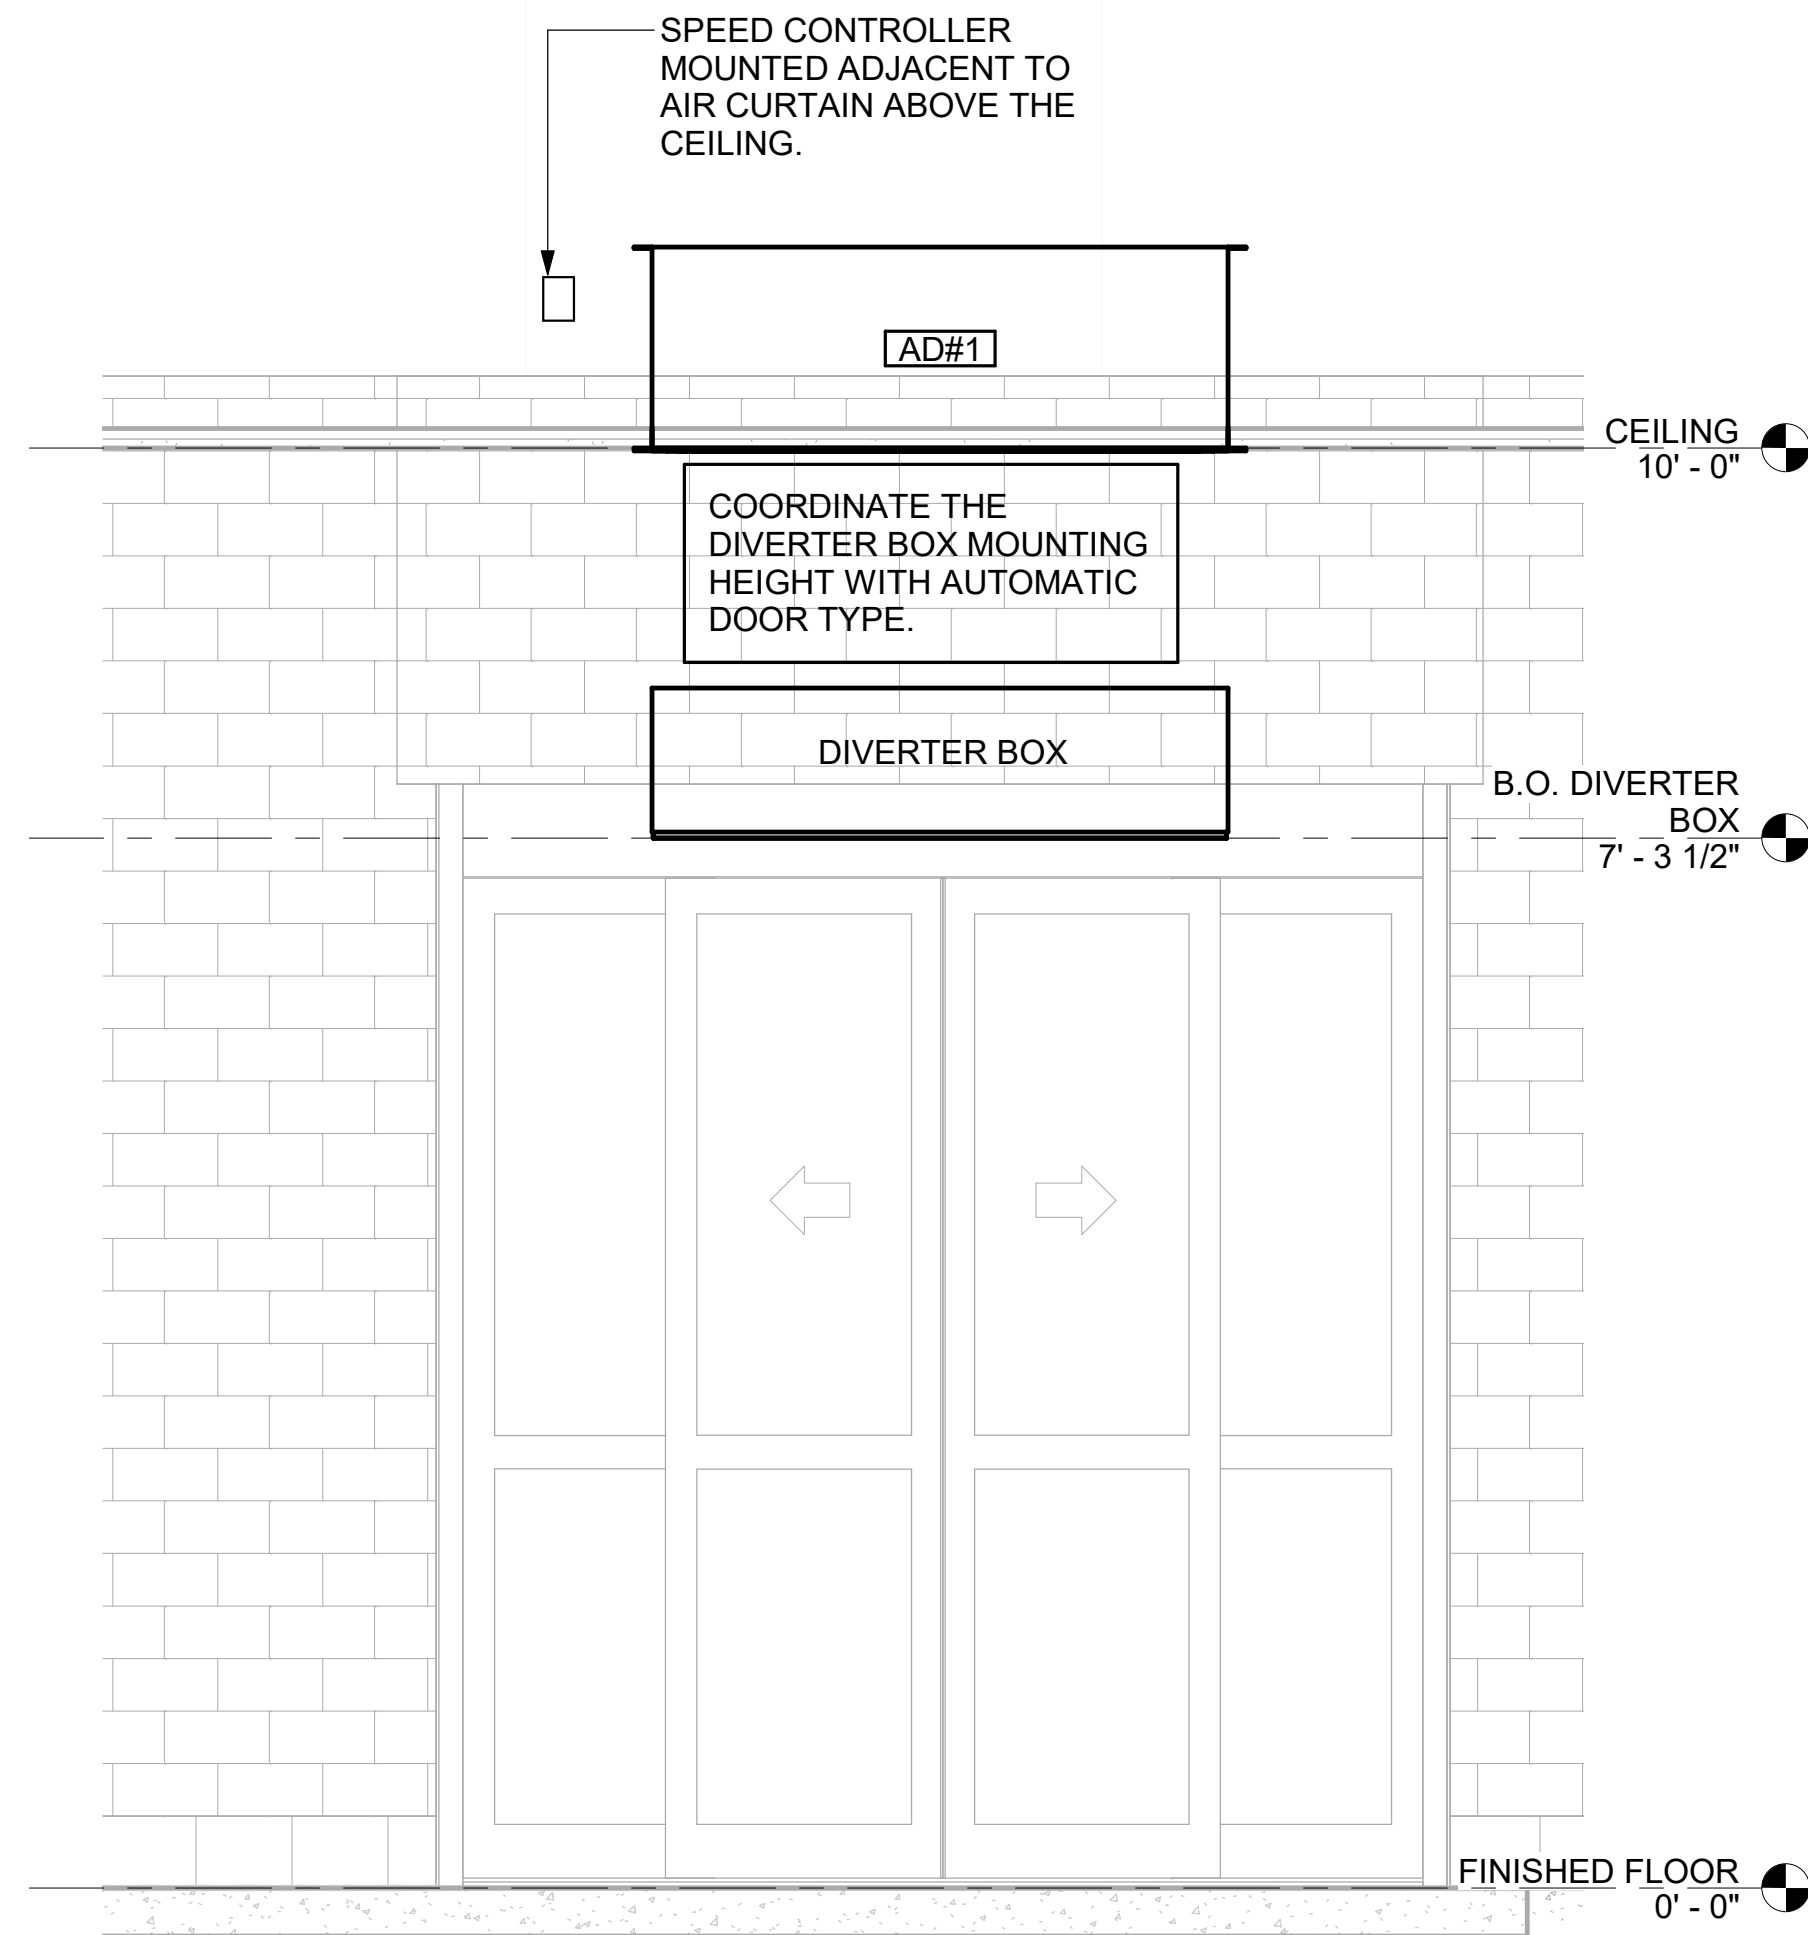 SPEED CONTROLLER
MOUNTED ADJACENT TO
AIR CURTAIN ABOVE THE
CEILING.
AD#1
CEILING
10' - 0"
COORDINATE THE
DIVERTER BOX MOUNTING
HEIGHT WITH AUTOMATIC
DOOR TYPE.
DIVERTER BOX
B.O. DIVERTER
BOX
7' - 3 1/2"
FINISHED FLOOR
0' - 0"